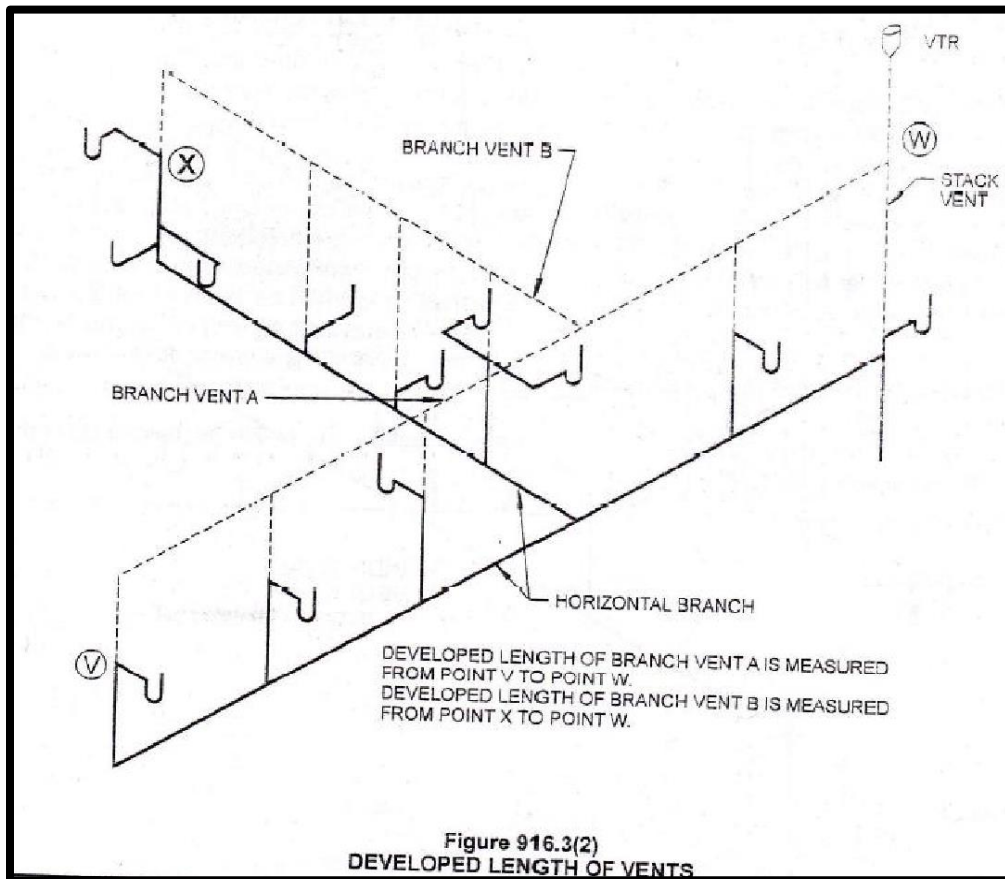 VTR
W
STACK
VENT
BRANCH VENT B
X
BRANCH VENT A
HORIZONTAL BRANCH
V
DEVELOPED LENGTH OF BRANCH VENT A IS MEASURED
FROM POINT V TO POINT W.
DEVELOPED LENGTH OF BRANCH VENT B IS MEASURED
FROM POINT X TO POINT W.
Figure 916.3(2)
DEVELOPED LENGTH OF VENTS